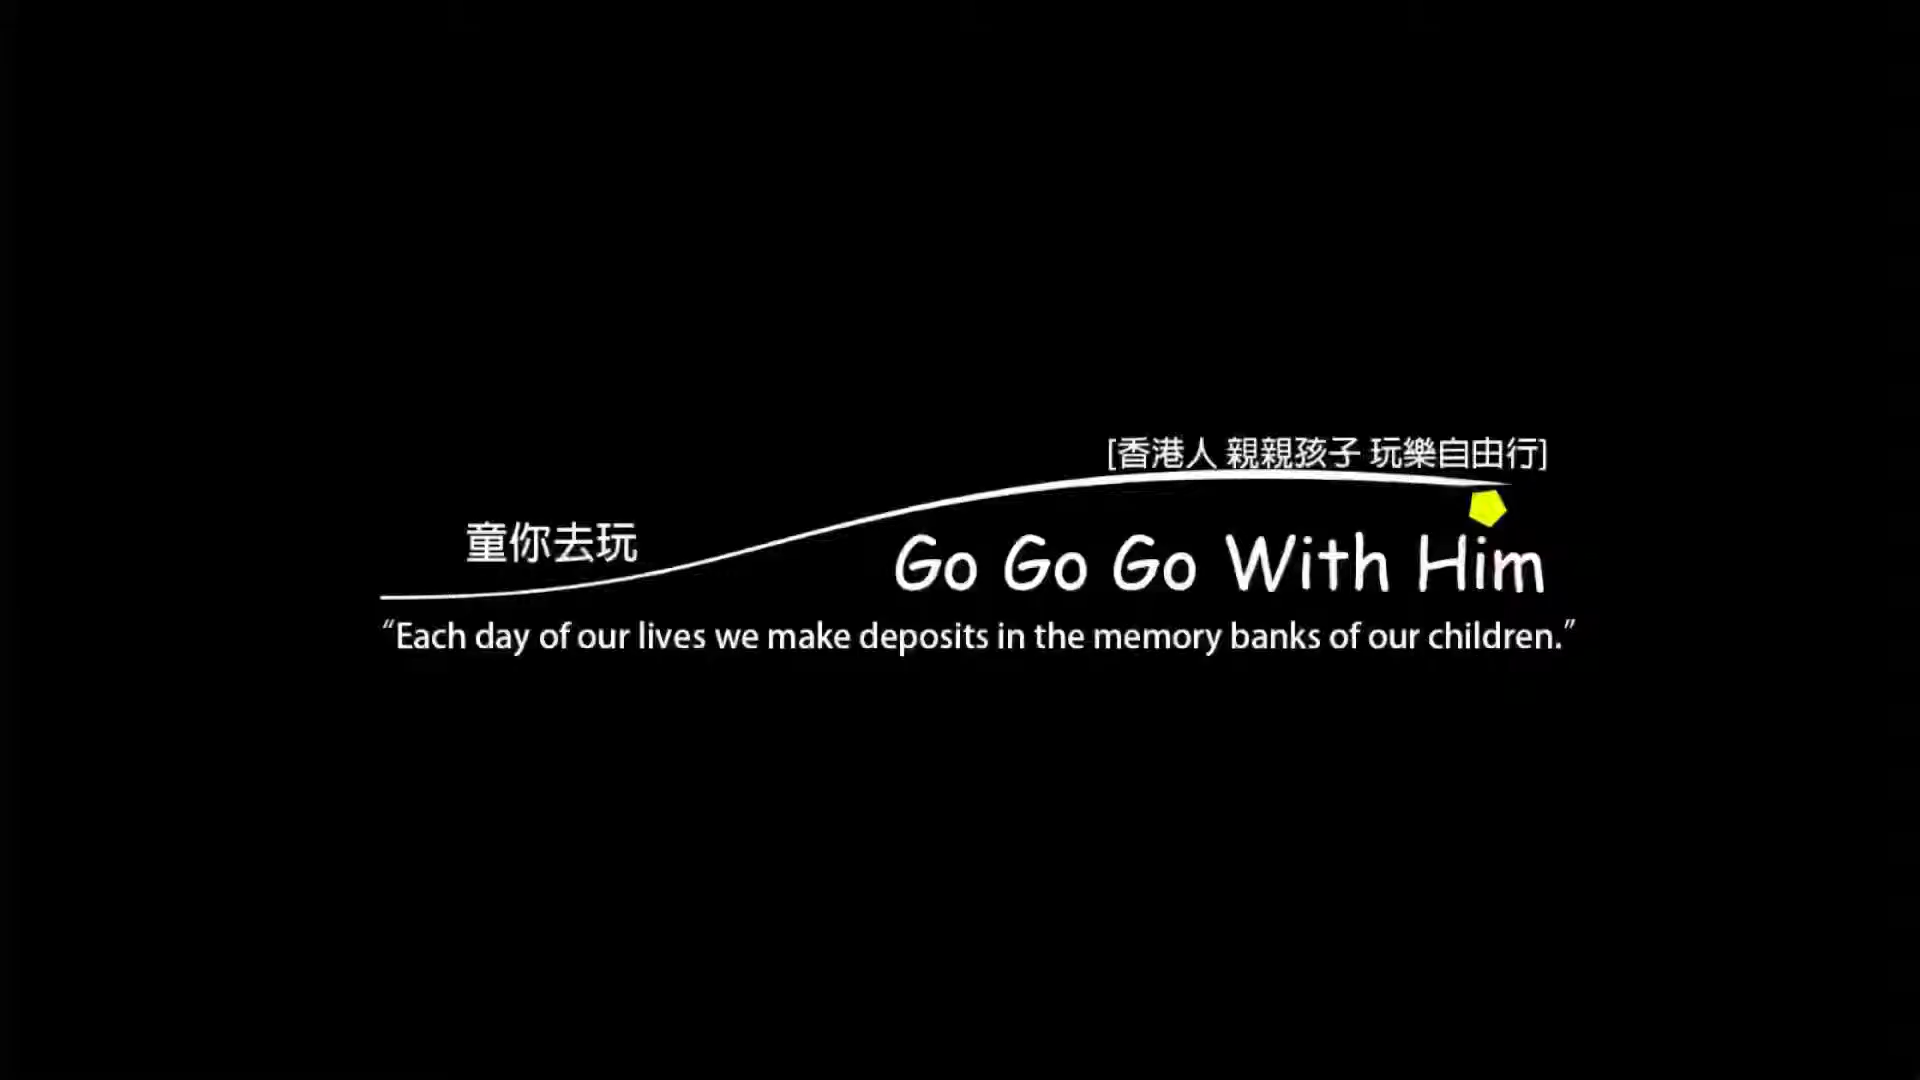 [香港人 親親孩子 玩樂自由行]
童你去玩
Go Go Go With Him
“Each day of our lives we make deposits in the memory banks of our children.”